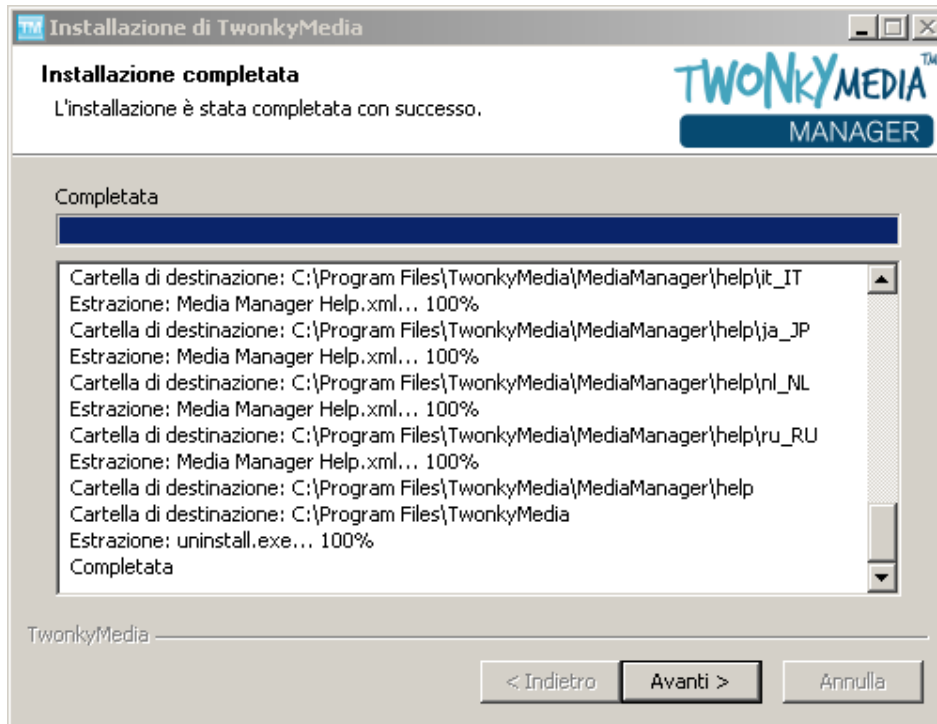 TM Installazione di TwonkyMedia
Installazione completata
L'installazione è stata completata con successo.
TWONKYMEDIA™
MANAGER
Completata
Cartella di destinazione: C:\Program Files\TwonkyMedia\MediaManager\help\it_IT
Estrazione: Media Manager Help.xml... 100%
Cartella di destinazione: C:\Program Files\TwonkyMedia\MediaManager\help\ja_JP
Estrazione: Media Manager Help.xml... 100%
Cartella di destinazione: C:\Program Files\TwonkyMedia\MediaManager\help\nl_NL
Estrazione: Media Manager Help.xml... 100%
Cartella di destinazione: C:\Program Files\TwonkyMedia\MediaManager\help\ru_RU
Estrazione: Media Manager Help.xml... 100%
Cartella di destinazione: C:\Program Files\TwonkyMedia\MediaManager\help
Cartella di destinazione: C:\Program Files\TwonkyMedia
Estrazione: uninstall.exe... 100%
Completata
TwonkyMedia
< Indietro
Avanti >
Annulla